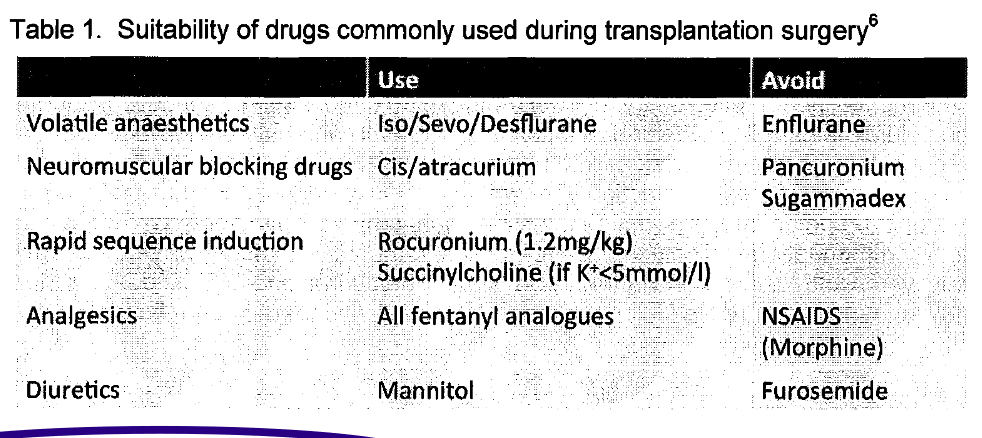 Table 1. Suitability of drugs commonly used during transplantation surgery6
Use Avoid
Volatile anaesthetics Iso/Sevo/Desflurane Enflurane
Neuromuscular blocking drugs Cis/atracurium Pancuronium
Sugammadex
Rapid sequence induction Rocuronium (1.2mg/kg)
Succinylcholine (if K+<5mmol/l)
Analgesics All fentanyl analogues NSAIDS
(Morphine)
Diuretics Mannitol Furosemide